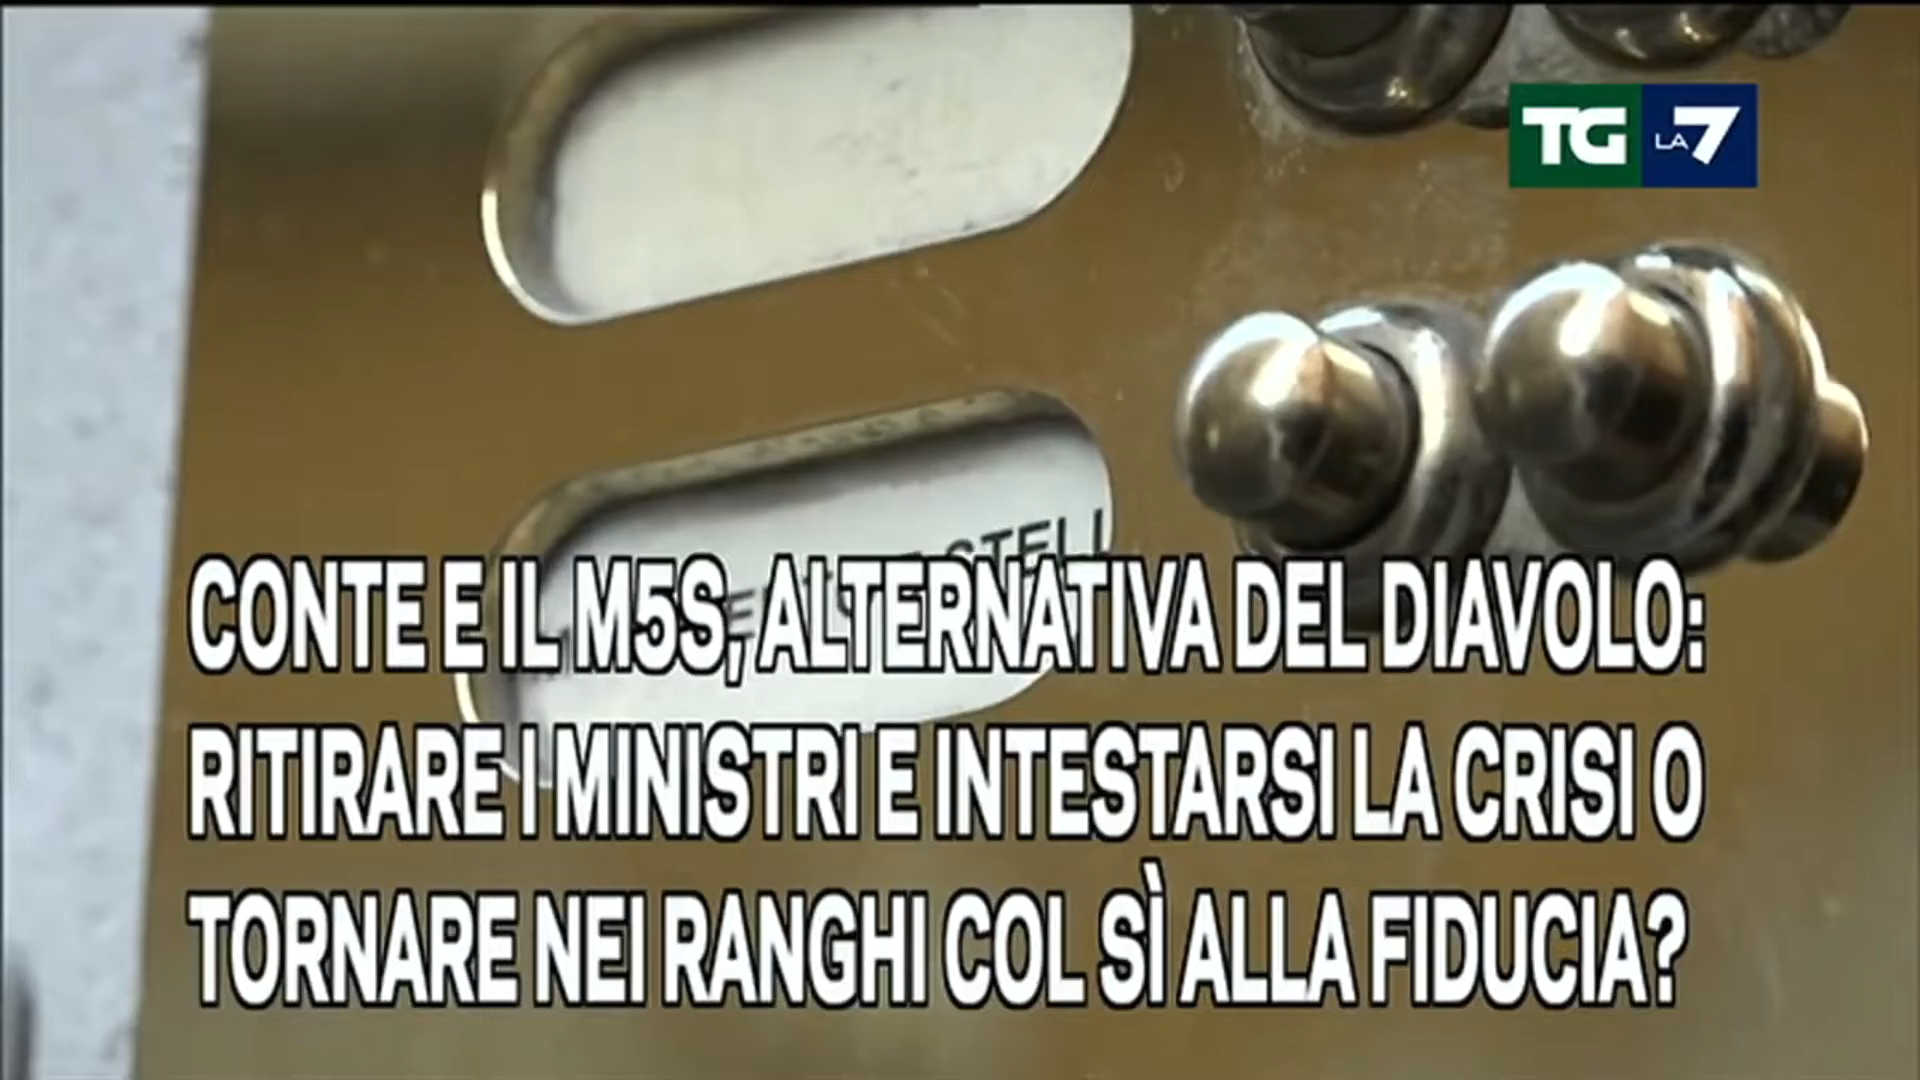 TG LA7
CONTE E IL M5S, ALTERNATIVA DEL DIAVOLO:
RITIRARE I MINISTRI E INTESTARSI LA CRISI O
TORNARE NEI RANGHI COL SÌ ALLA FIDUCIA?